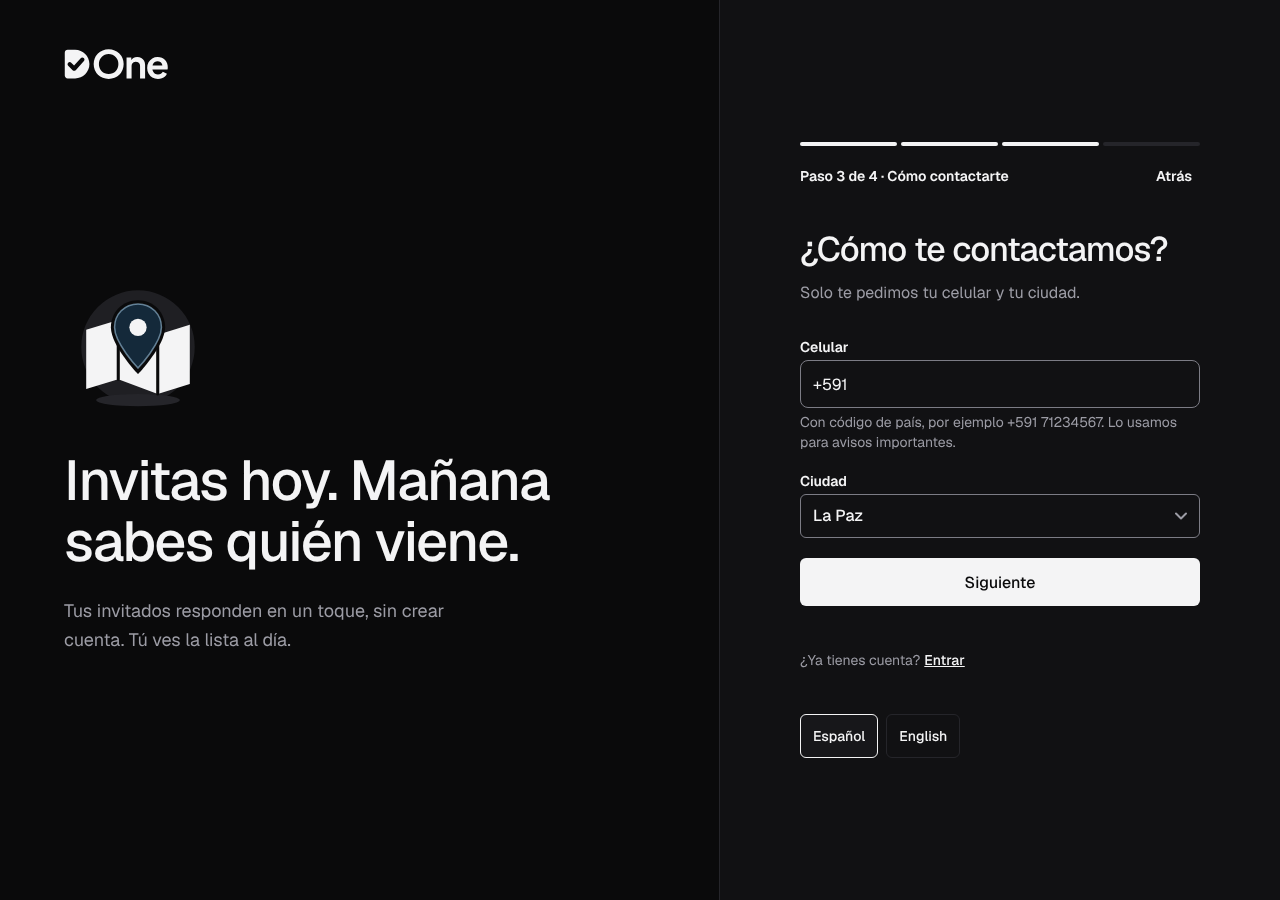 One
Invitas hoy. Mañana
sabes quién viene.
Tus invitados responden en un toque, sin crear
cuenta. Tú ves la lista al día.
Paso 3 de 4 · Cómo contactarte
Atrás
¿Cómo te contactamos?
Solo te pedimos tu celular y tu ciudad.
Celular
+591
Con código de país, por ejemplo +591 71234567. Lo usamos
para avisos importantes.
Ciudad
La Paz
Siguiente
¿Ya tienes cuenta? Entrar
Español
English